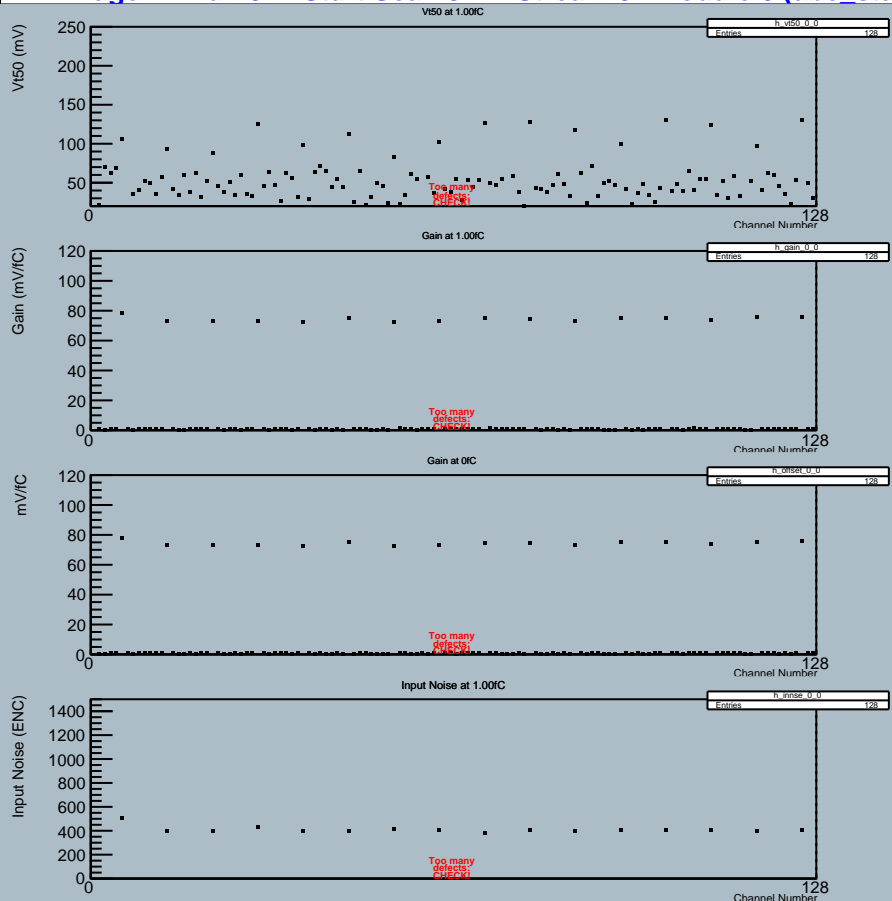 Vt50 at 1.00fC
h_vt50_0_0
Entries 128
Vt50 (mV)
250
200
150
100
50
Too many
defects:
CHECK!
0
128
Channel Number
Gain at 1.00fC
h_gain_0_0
Entries 128
Gain (mV/fC)
120
100
80
60
40
20
0
Too many
defects:
CHECK!
0
128
Channel Number
Gain at 0fC
h_offset_0_0
Entries 128
mV/fC
120
100
80
60
40
20
0
Too many
defects:
CHECK!
0
128
Channel Number
Input Noise at 1.00fC
h_innse_0_0
Entries 128
Input Noise (ENC)
1400
1200
1000
800
600
400
200
0
Too many
defects:
CHECK!
0
128
Channel Number